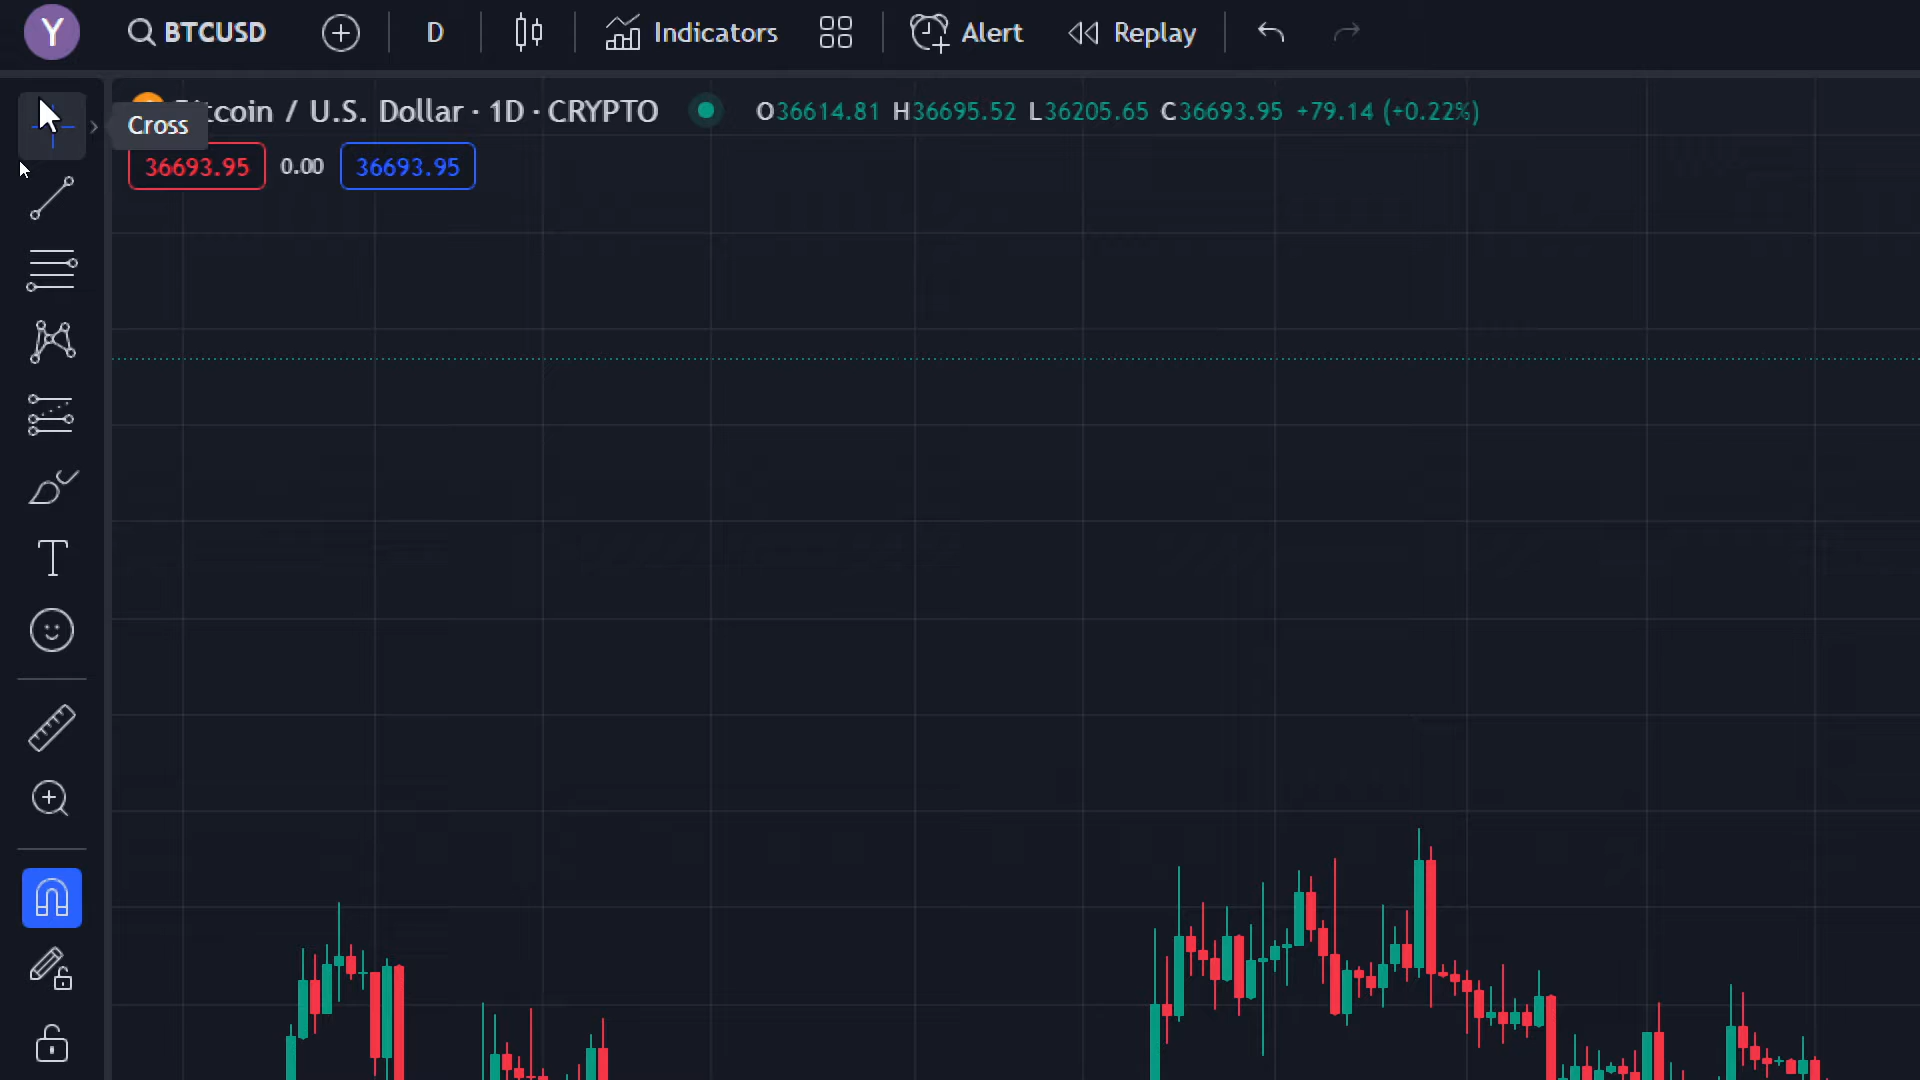 Y BTCUSD D Indicators Alert Replay
Cross
coin / U.S. Dollar · 1D · CRYPTO O36614.81 H36695.52 L36205.65 C36693.95 +79.14 (+0.22%)
36693.95 0.00 36693.95
T